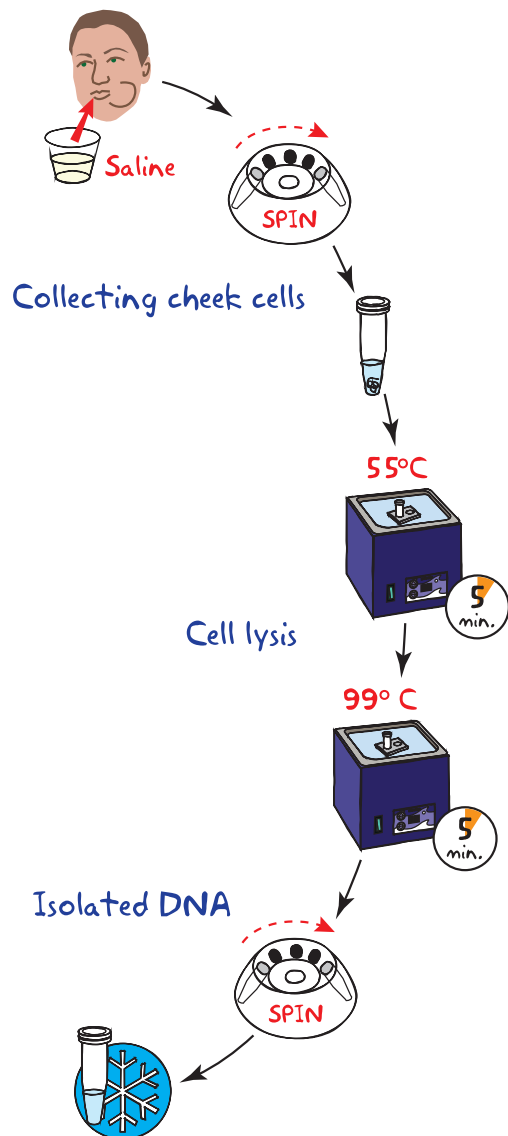 Saline
SPIN
Collecting cheek cells
55°C
5
min.
Cell lysis
99° C
5
min.
Isolated DNA
SPIN